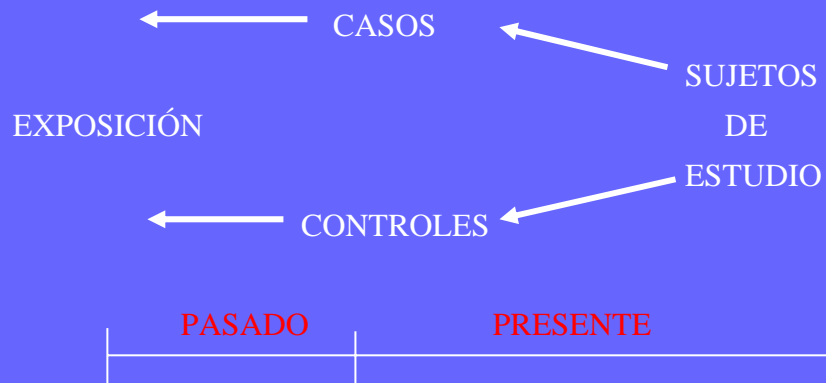 CASOS
SUJETOS
EXPOSICIÓN
DE
ESTUDIO
CONTROLES
PASADO PRESENTE